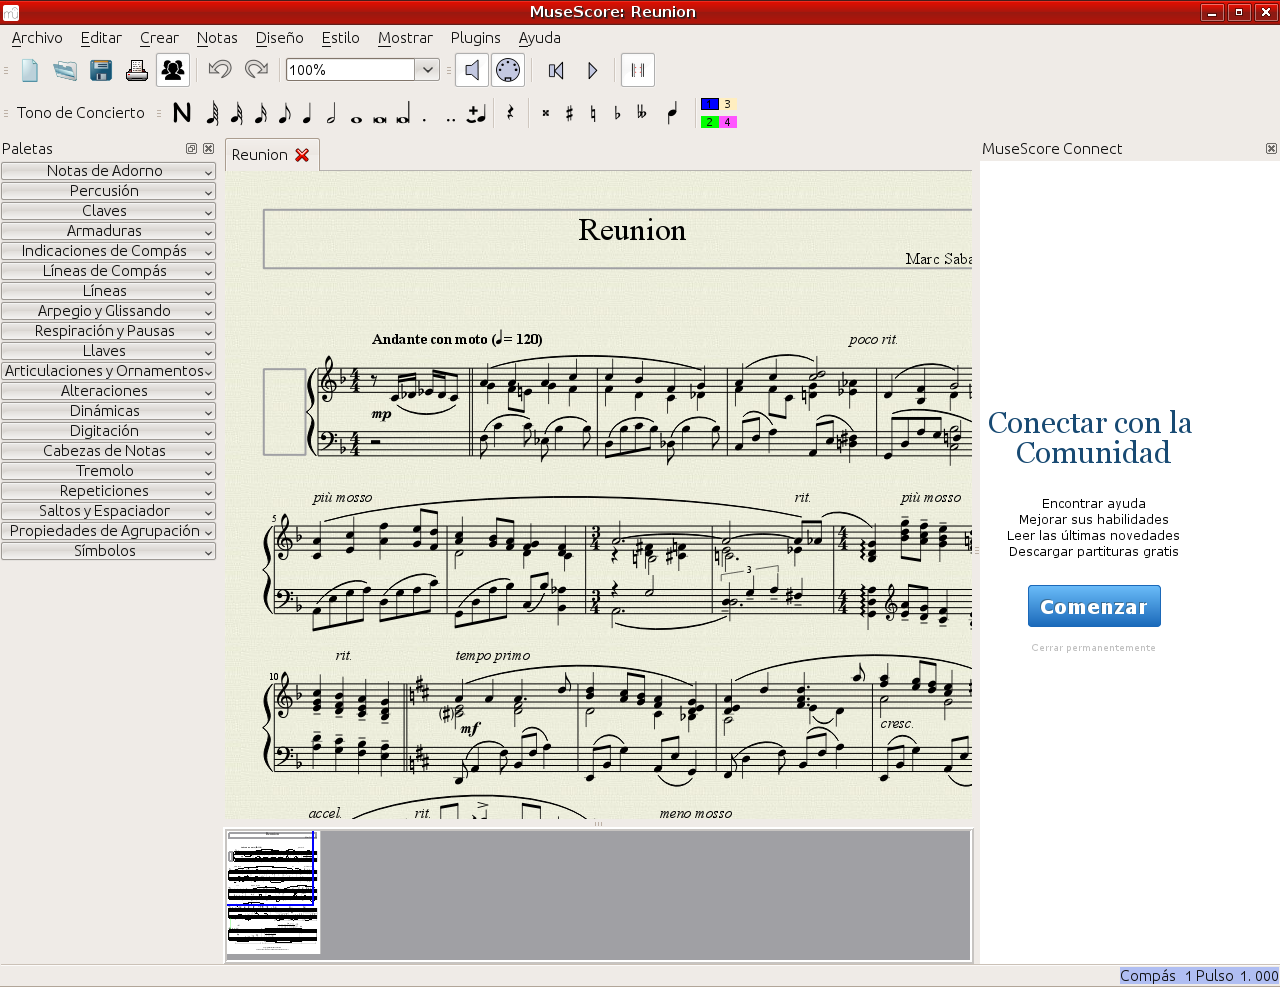 MuseScore: Reunion
Archivo Editar Crear Notas Diseño Estilo Mostrar Plugins Ayuda
100%
Tono de Concierto
N
1 3
2 4
Paletas
Notas de Adorno
Percusión
Claves
Armaduras
Indicaciones de Compás
Líneas de Compás
Líneas
Arpegio y Glissando
Respiración y Pausas
Llaves
Articulaciones y Ornamentos
Alteraciones
Dinámicas
Digitación
Cabezas de Notas
Tremolo
Repeticiones
Saltos y Espaciador
Propiedades de Agrupación
Símbolos
Reunion
Reunion
Marc Saba
Andante con moto (♩= 120)
poco rit.
mp
più mosso
rit.
più mosso
5
3
rit.
tempo primo
10
mf
cresc.
accel.
rit.
meno mosso
MuseScore Connect
Conectar con la
Comunidad
Encontrar ayuda
Mejorar sus habilidades
Leer las últimas novedades
Descargar partituras gratis
Comenzar
Cerrar permanentemente
Compás 1 Pulso 1. 000